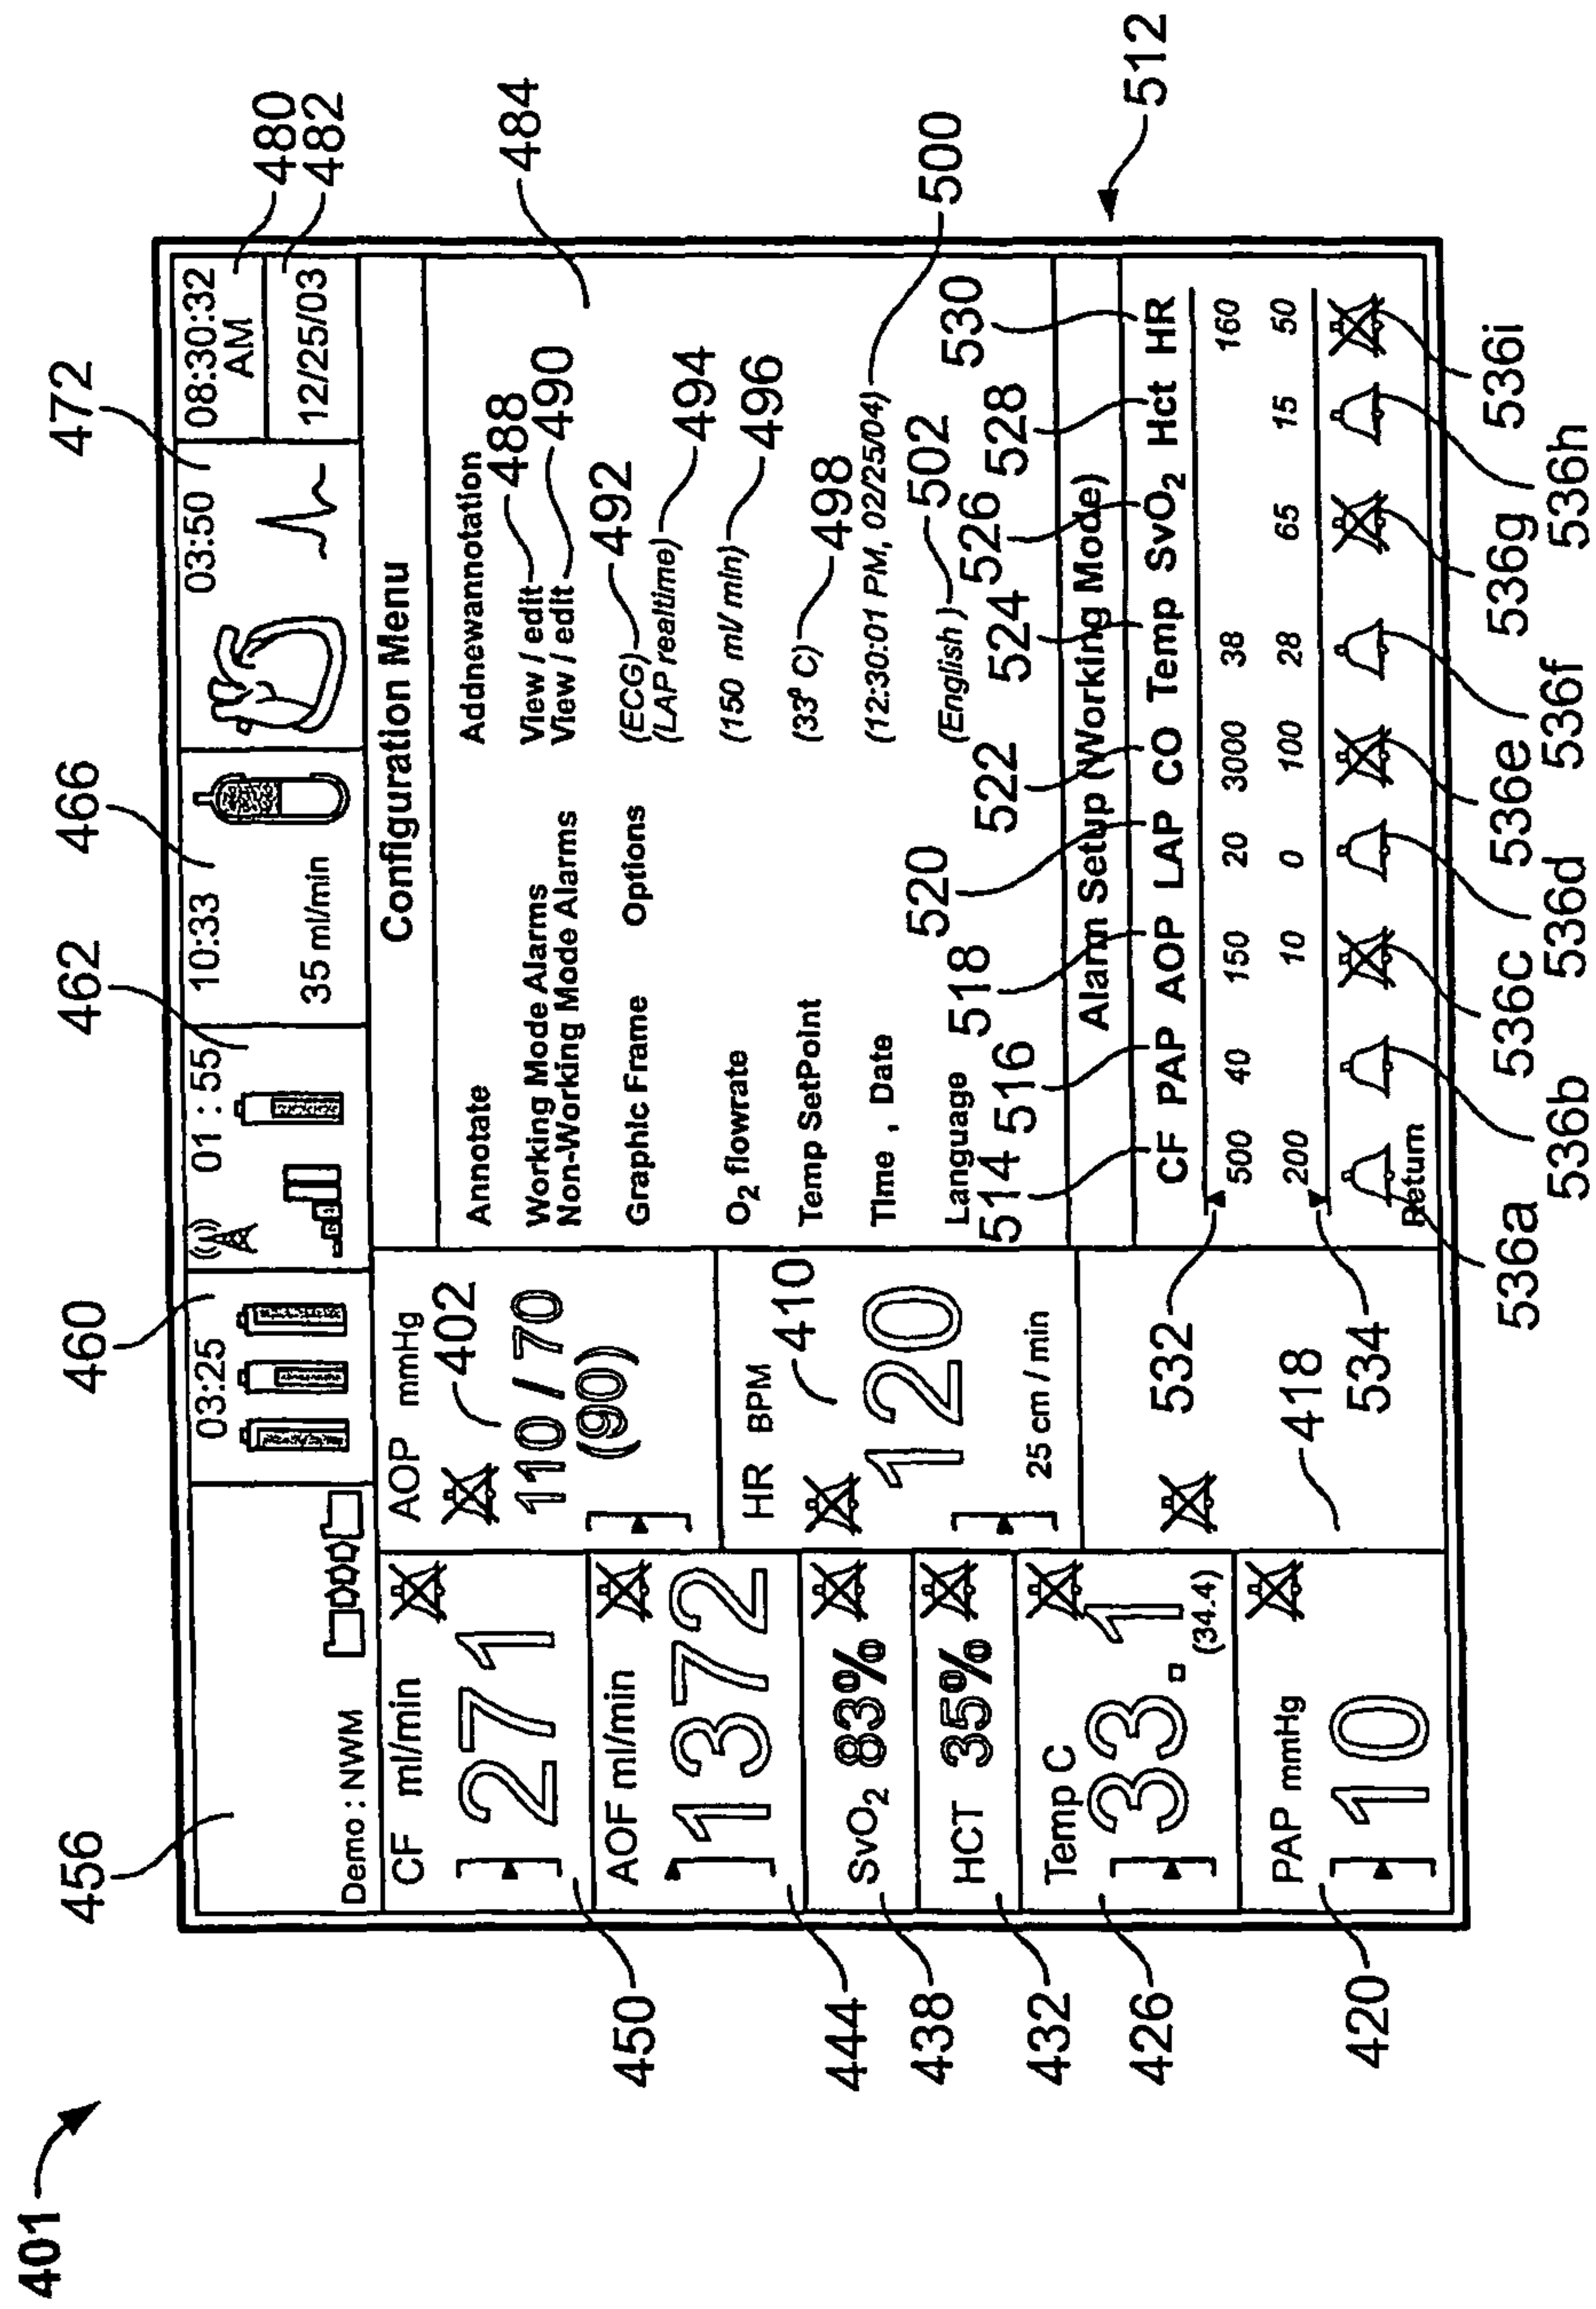 401
456
460
462
466
472
03:25
01 : 55
10:33
35 ml/min
03:50
08:30:32
AM
12/25/03
480
482
Demo : NWM
CF ml/min
271
450
AOF ml/min
1372
444
SvO2 83%
438
HCT 35%
432
Temp C
33.1
(34.4)
426
PAP mmHg
10
420
AOP mmHg
402
110 / 70
(90)
HR BPM
410
120
25 cm / min
418
Configuration Menu
484
Annotate Addnewannotation
Working Mode Alarms View / edit 488
Non-Working Mode Alarms View / edit 490
Graphic Frame Options (ECG) 492
(LAP realtime) 494
O2 flowrate (150 ml/ min) 496
Temp SetPoint (33° C) 498
Time , Date (12:30:01 PM, 02/25/04) 500
Language (English ) 502
514 516 518 520 522 524 526 528 530
Alarm Setup (Working Mode)
512
CF PAP AOP LAP CO Temp SvO2 Hct HR
532
500 40 150 20 3000 38 160
200 10 0 100 28 65 15 50
534
Return
536a 536b 536c 536d 536e 536f 536g 536h 536i